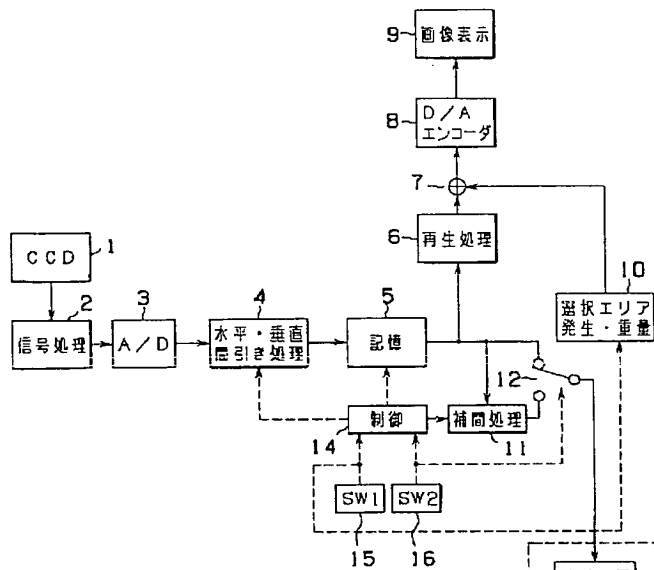 9
画像表示
8
D/A
エンコーダ
7
6
再生処理
CCD
1
2
信号処理
3
A/D
4
水平・垂直
間引き処理
5
記憶
10
選択エリア
発生・重量
12
制御
14
補間処理
11
SW1
15
SW2
16